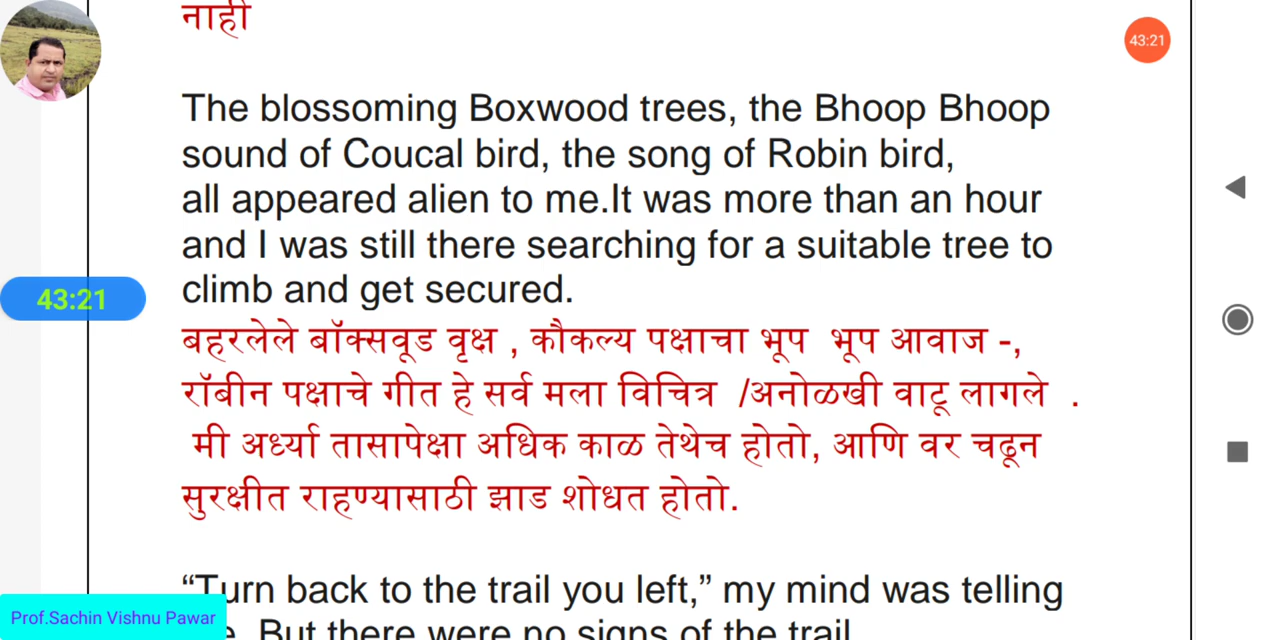 नाही
43:21
The blossoming Boxwood trees, the Bhoop Bhoop
sound of Coucal bird, the song of Robin bird,
all appeared alien to me.It was more than an hour
and I was still there searching for a suitable tree to
43:21
climb and get secured.
बहरलेले बॉक्सवूड वृक्ष , कौकल्य पक्षाचा भूप भूप आवाज -,
रॉबीन पक्षाचे गीत हे सर्व मला विचित्र /अनोळखी वाटू लागले .
मी अर्ध्या तासापेक्षा अधिक काळ तेथेच होतो, आणि वर चढून
सुरक्षीत राहण्यासाठी झाड शोधत होतो.
“Turn back to the trail you left,” my mind was telling
Prof.Sachin Vishnu Pawar
But there were no signs of the trail